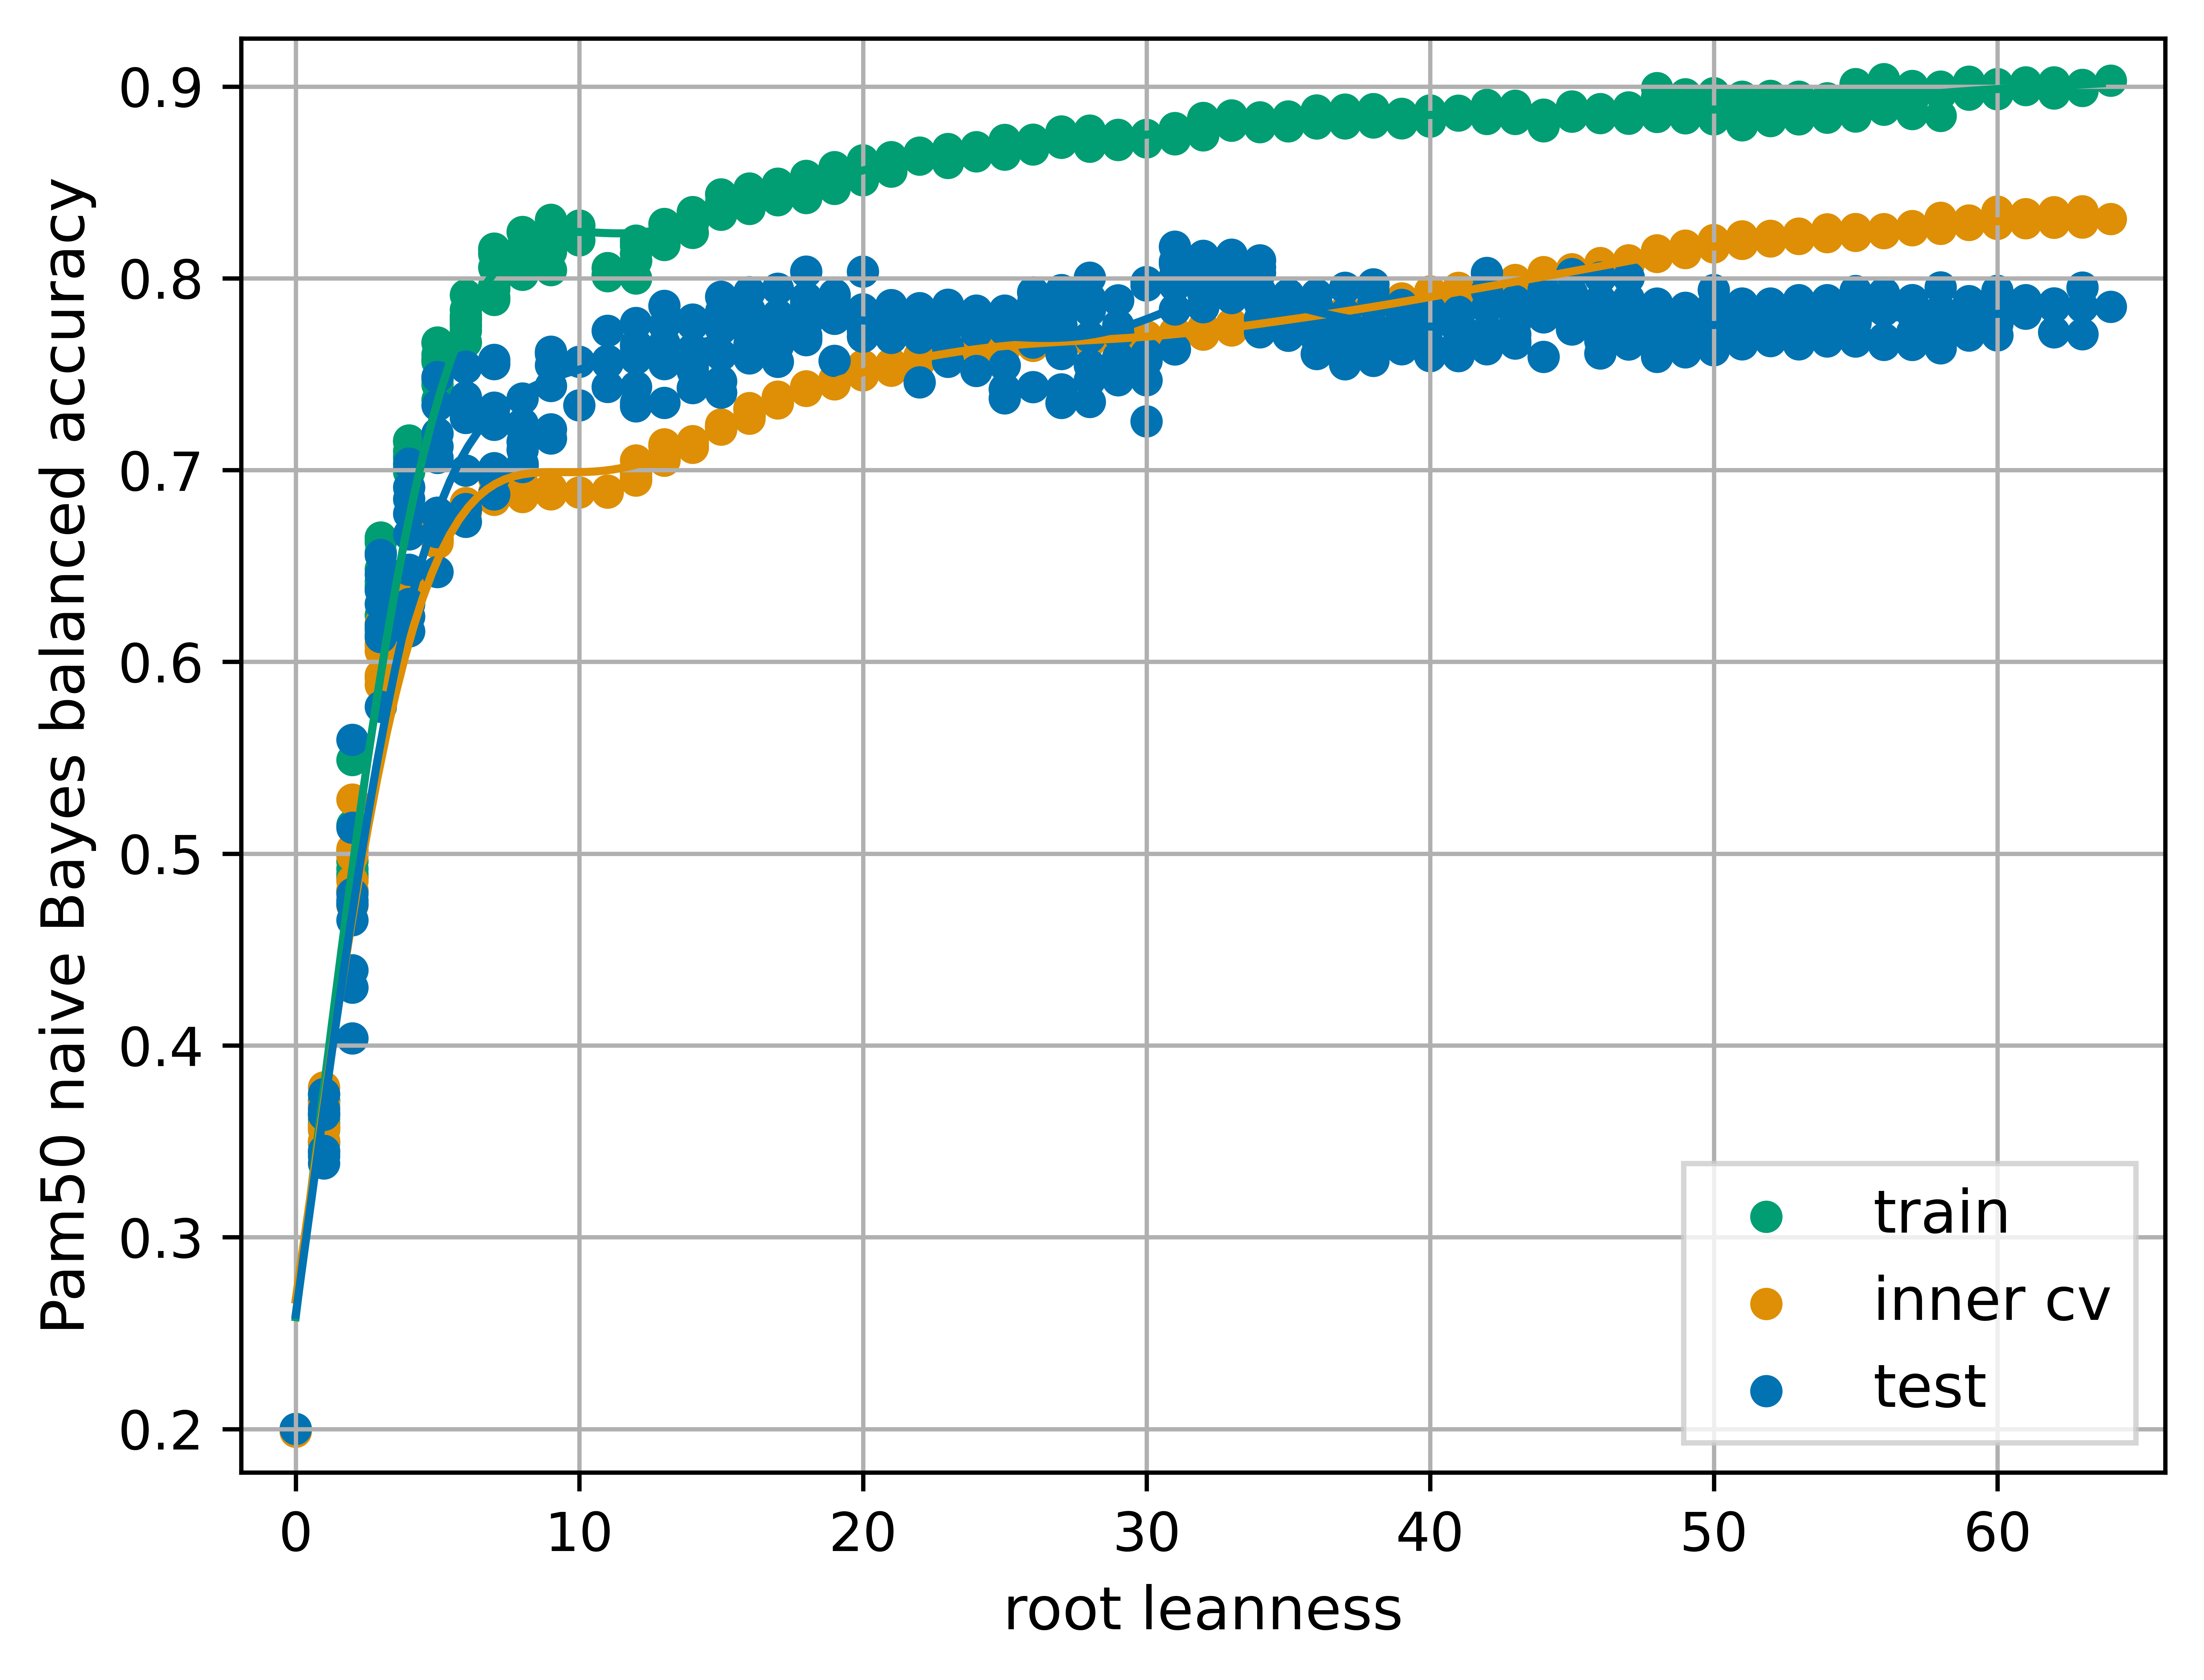 Pam50 naive Bayes balanced accuracy
0.9
0.8
0.7
0.6
0.5
0.4
0.3
0.2
0 10 20 30 40 50 60
root leanness
train
inner cv
test